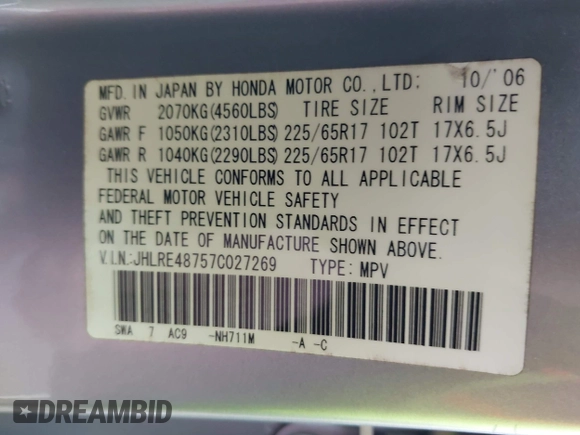 MFD. IN JAPAN BY HONDA MOTOR CO.,LTD: 10/'06
GVWR 2070KG(4560LBS) TIRE SIZE RIM SIZE
GAWR F 1050KG(2310LBS) 225/65R17 102T 17X6.5J
GAWR R 1040KG(2290LBS) 225/65R17 102T 17X6.5J
THIS VEHICLE CONFORMS TO ALL APPLICABLE
FEDERAL MOTOR VEHICLE SAFETY
AND THEFT PREVENTION STANDARDS IN EFFECT
ON THE DATE OF MANUFACTURE SHOWN ABOVE.
V.I.N.:JHLRE48757C027269 TYPE: MPV
SWA 7 AC9 -NH711M -A -C
DREAMBID